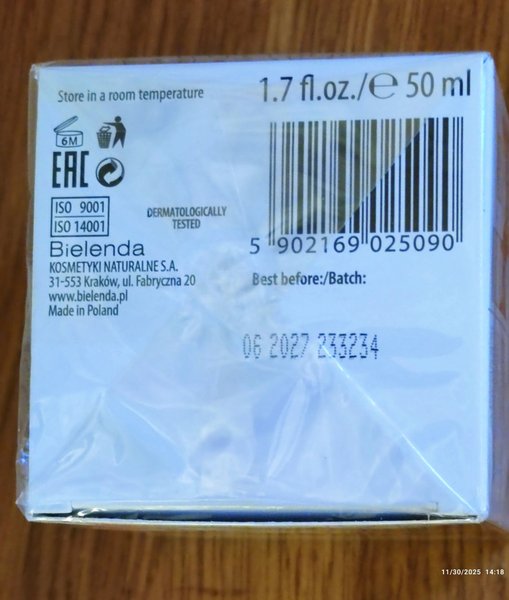 Store in a room temperature
1.7 fl.oz./℮ 50 ml
6M
EAC
ISO 9001
ISO 14001
DERMATOLOGICALLY
TESTED
Bielenda
KOSMETYKI NATURALNE S.A.
31-553 Kraków, ul. Fabryczna 20
www.bielenda.pl
Made in Poland
5 902169 025090
Best before:/Batch:
06 2027 233234
11/30/2025 14:18